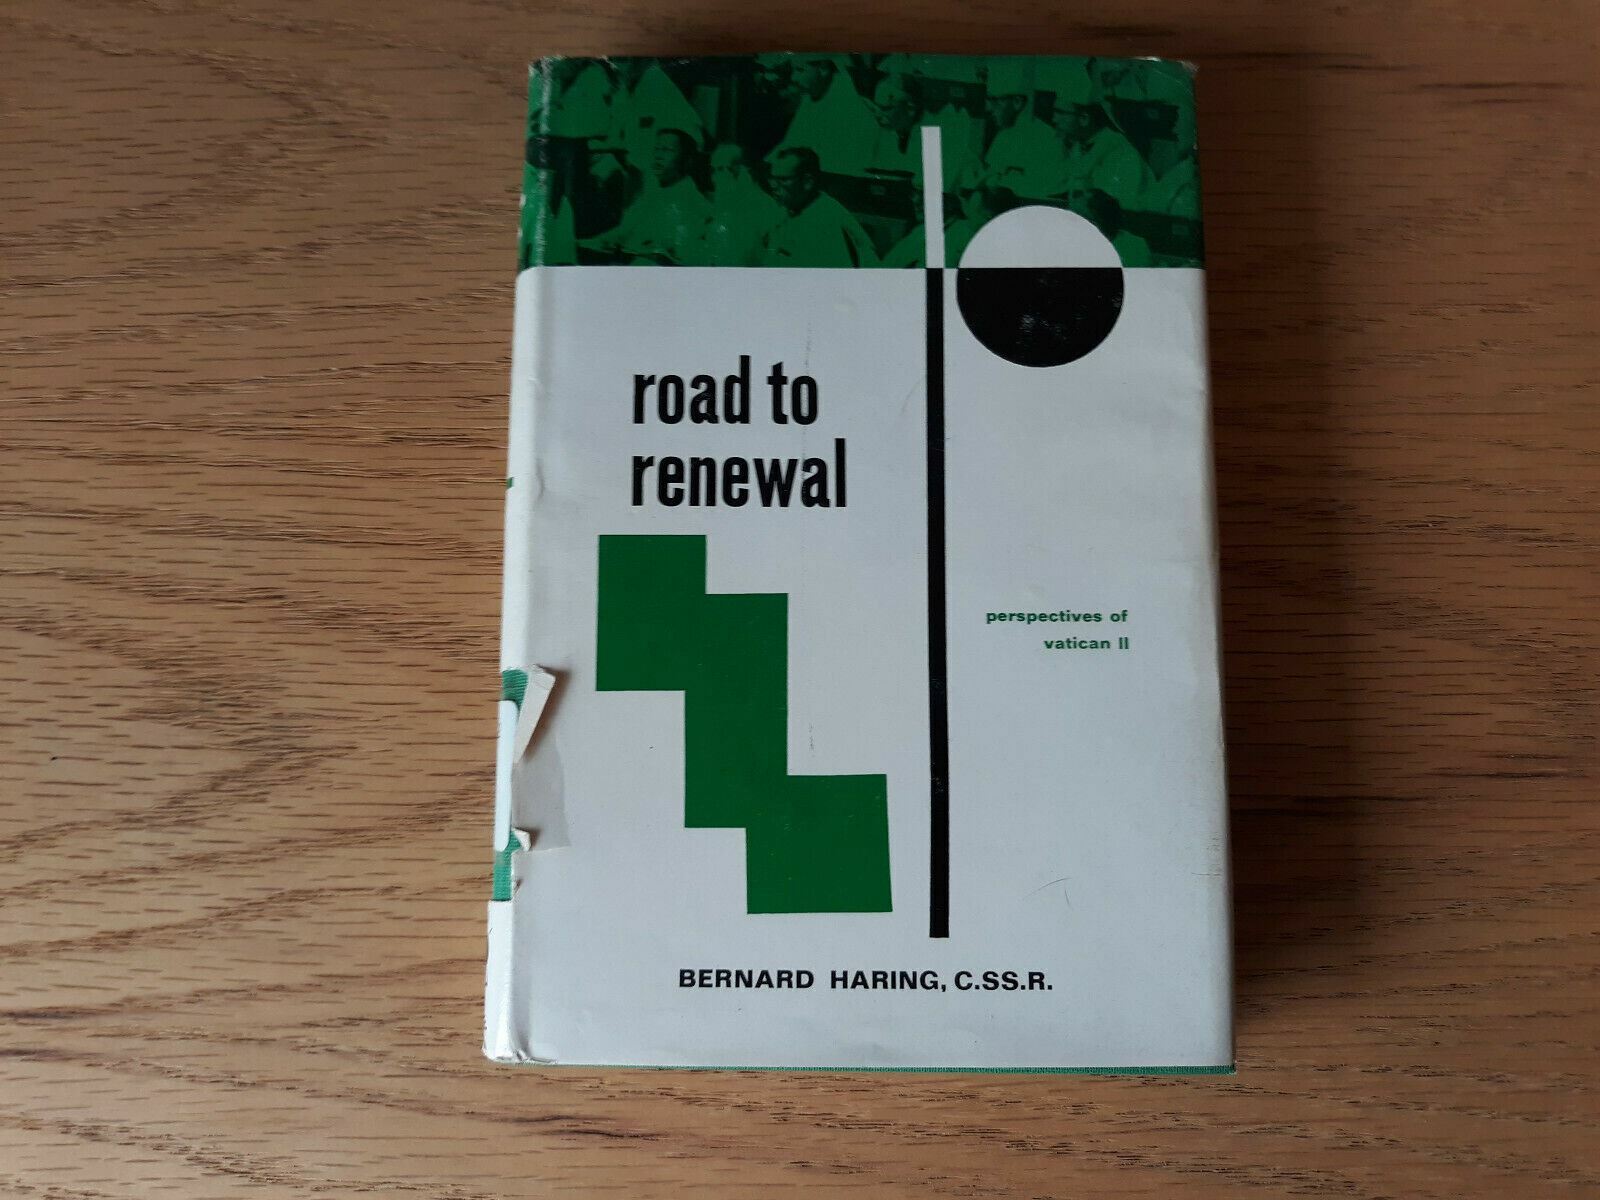 road to
renewal
perspectives of
vatican II
BERNARD HARING, C.SS.R.